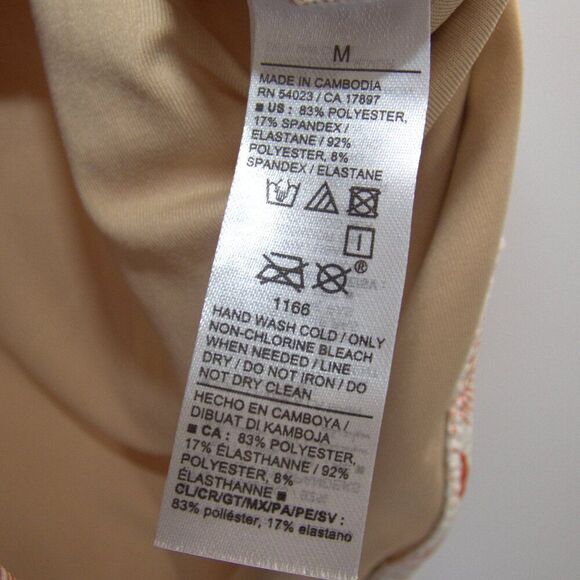 M
MADE IN CAMBODIA
RN 54023 / CA 17897
■ US : 83% POLYESTER,
17% SPANDEX /
ELASTANE / 92%
POLYESTER, 8%
SPANDEX / ELASTANE
®
1166
HAND WASH COLD / ONLY
NON-CHLORINE BLEACH
WHEN NEEDED / LINE
DRY / DO NOT IRON / DO
NOT DRY CLEAN
HECHO EN CAMBOYA /
DIBUAT DI KAMBOJA
■ CA : 83% POLYESTER,
17% ÉLASTHANNE / 92%
POLYESTER, 8%
ÉLASTHANNE ■
CL/CR/GT/MX/PA/PE/SV :
83% poliéster, 17% elastano